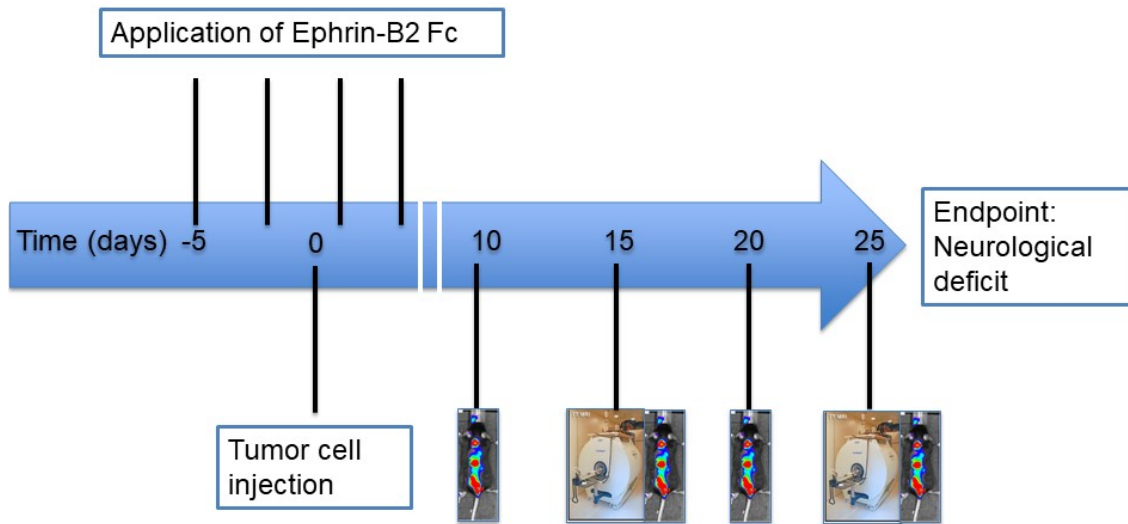 Application of Ephrin-B2 Fc
Time (days) -5 0 10 15 20 25
Endpoint:
Neurological
deficit
Tumor cell
injection